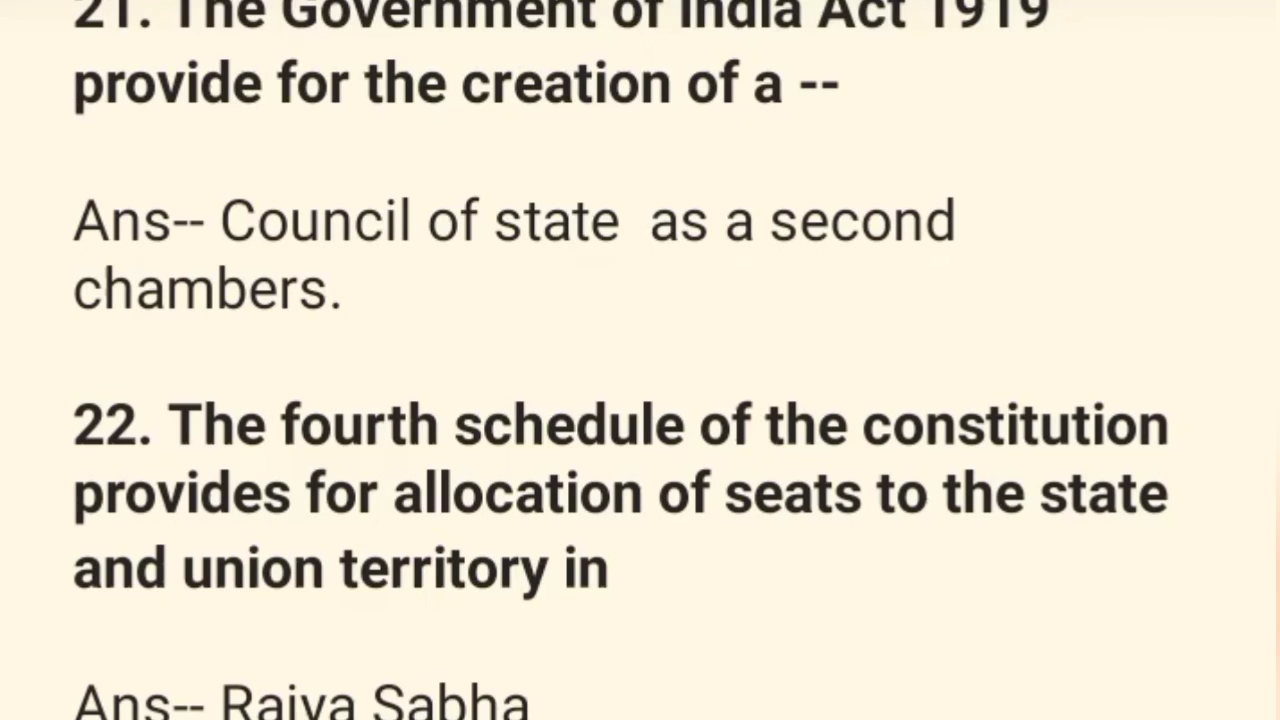 21. The Government of India Act 1919
provide for the creation of a --
Ans-- Council of state as a second
chambers.
22. The fourth schedule of the constitution
provides for allocation of seats to the state
and union territory in
Ans-- Rajya Sabha